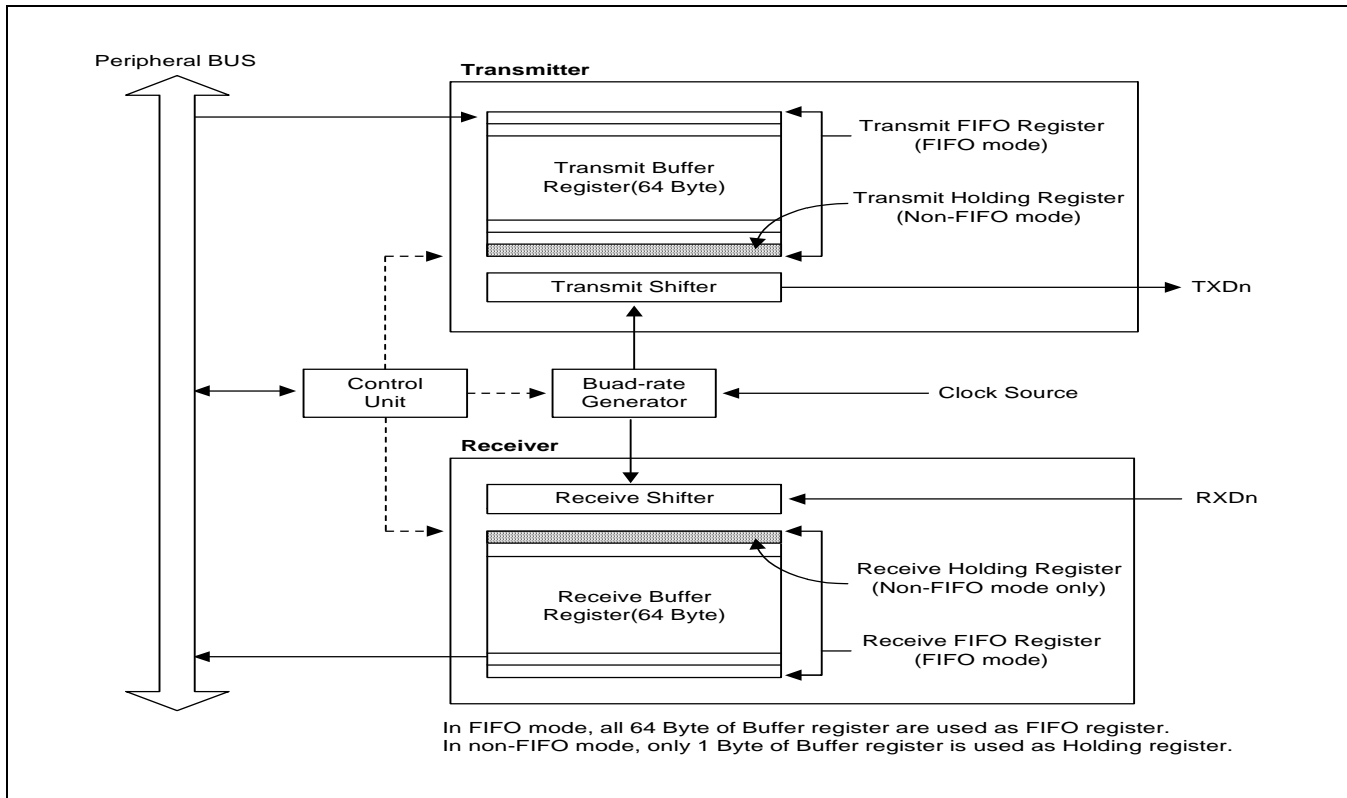 Peripheral BUS
Transmitter
Transmit FIFO Register
(FIFO mode)
Transmit Buffer
Register(64 Byte)
Transmit Holding Register
(Non-FIFO mode)
Transmit Shifter
TXDn
Control
Unit
Buad-rate
Generator
Clock Source
Receiver
Receive Shifter
RXDn
Receive Holding Register
(Non-FIFO mode only)
Receive Buffer
Register(64 Byte)
Receive FIFO Register
(FIFO mode)
In FIFO mode, all 64 Byte of Buffer register are used as FIFO register.
In non-FIFO mode, only 1 Byte of Buffer register is used as Holding register.